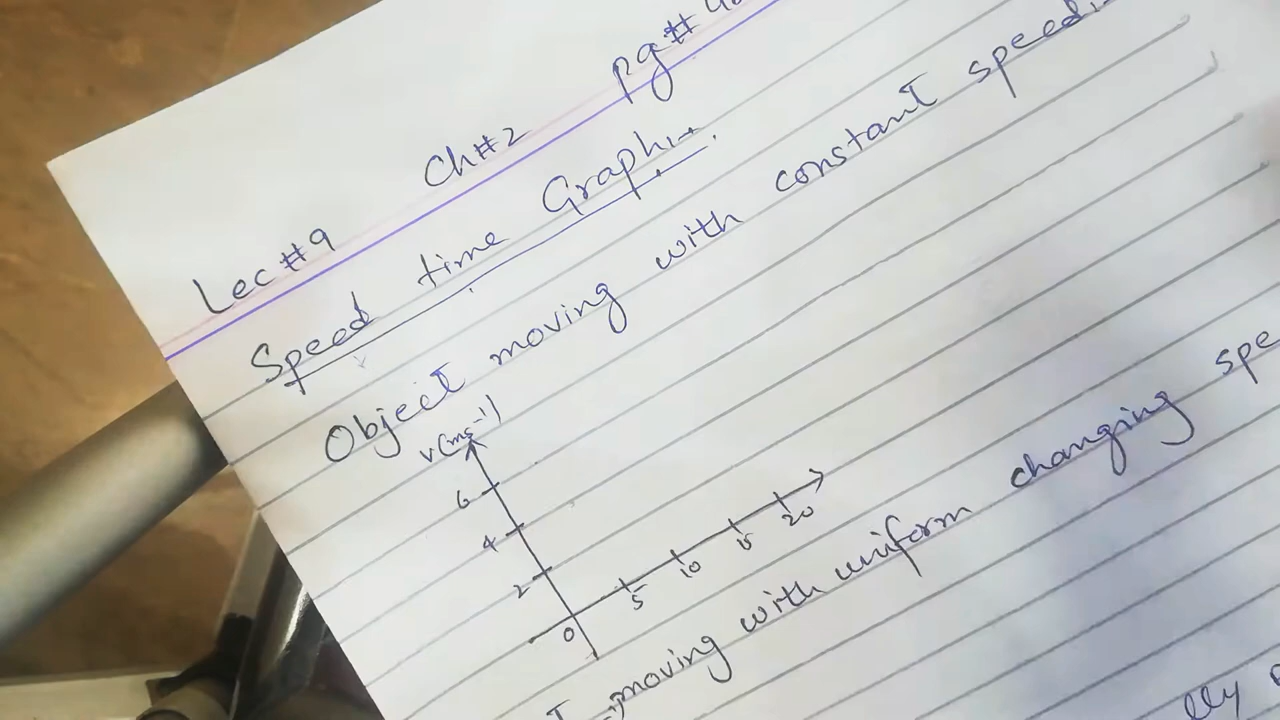 Lec #9 Ch#2 pg#
Speed time Graph:-
Object moving with constant speed:
v(ms⁻¹)
6
4
2
0 5 10 15 20
moving with uniform changing spe
lly